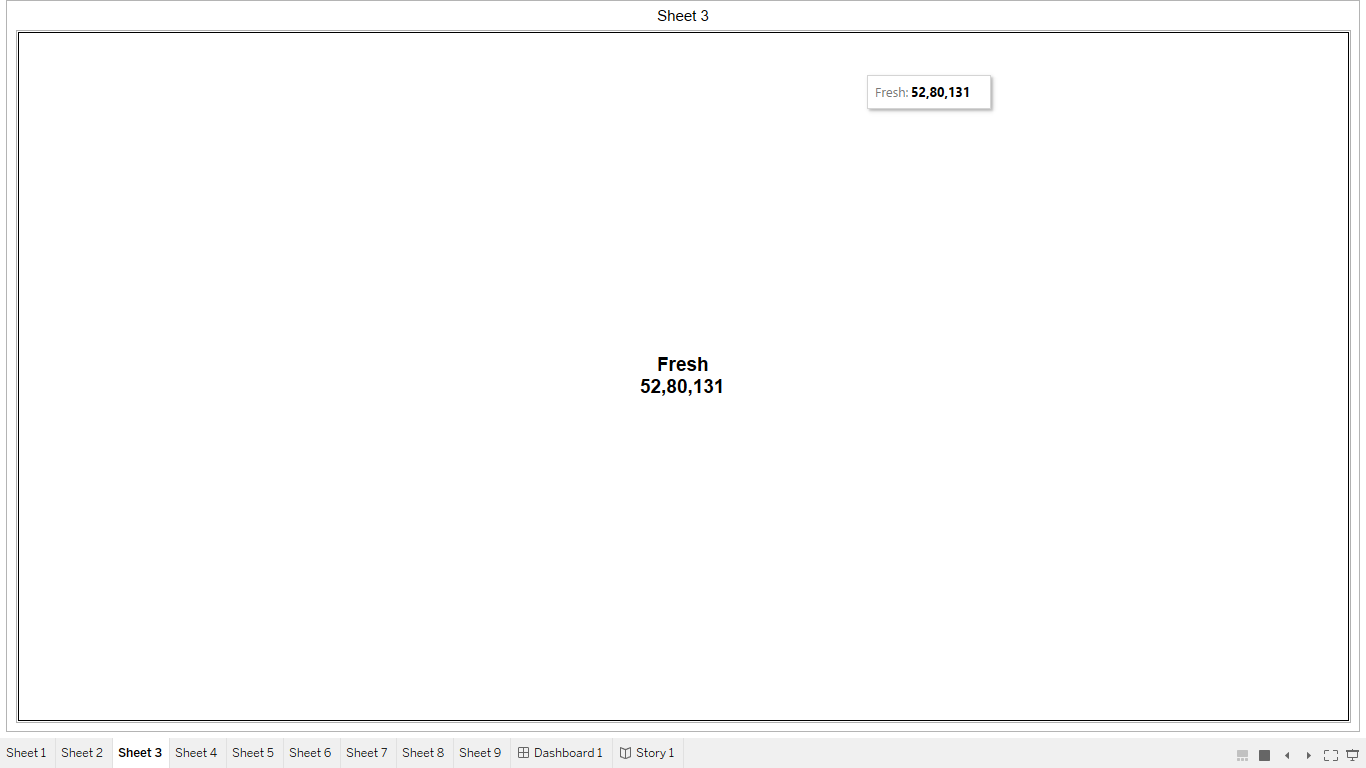 Sheet 3
Fresh: 52,80,131
Fresh
52,80,131
Sheet 1 Sheet 2 Sheet 3 Sheet 4 Sheet 5 Sheet 6 Sheet 7 Sheet 8 Sheet 9 Dashboard 1 Story 1